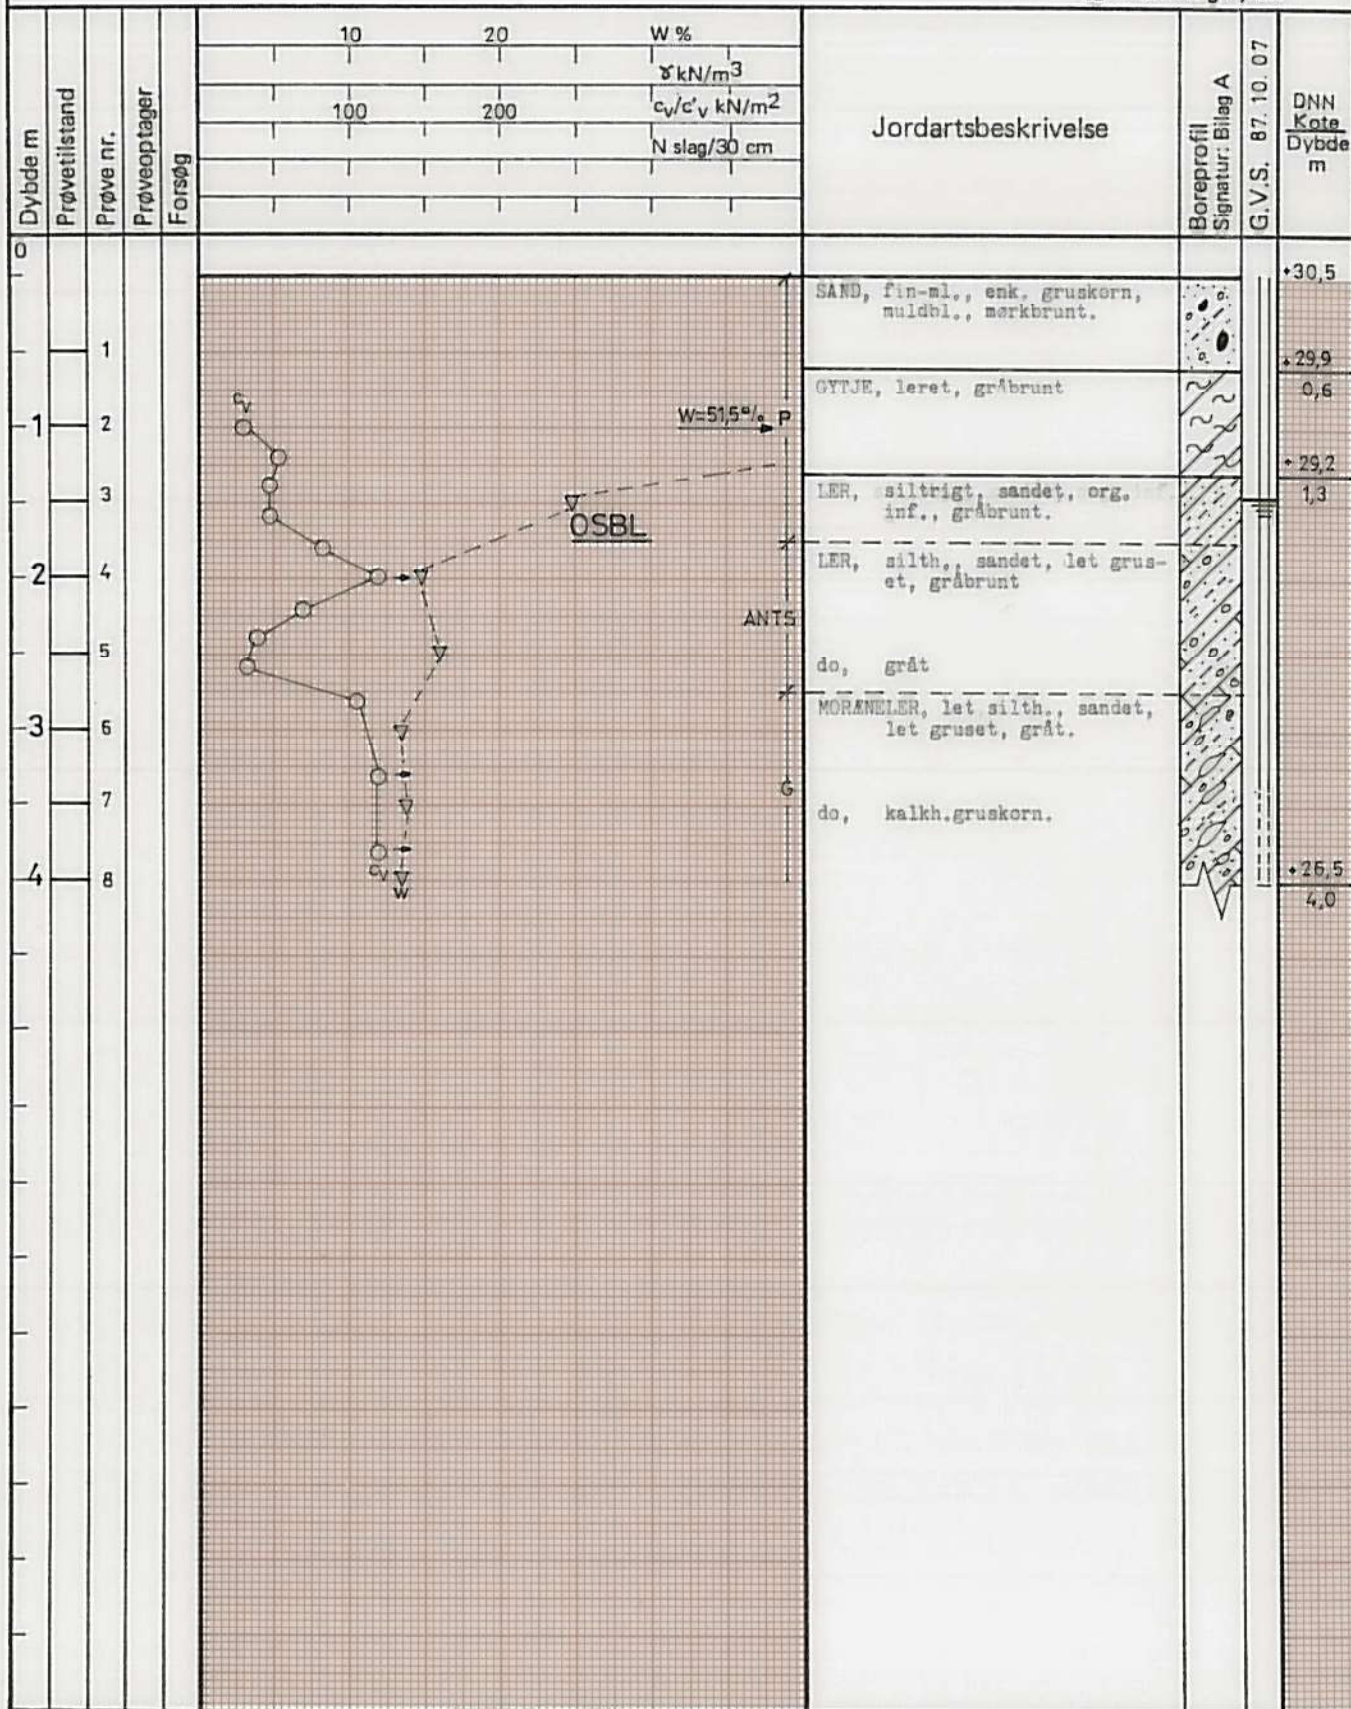 Dybde m
Prøvetilstand
Prøve nr.
Prøveoptager
Forsøg
10 20 W %
γ kN/m3
100 200 cv/c'v kN/m2
N slag/30 cm
Jordartsbeskrivelse
Boreprofil
Signatur: Bilag A
G.V.S. 87.10.07
DNN
Kote
Dybde
m
0
+30,5
SAND, fin-ml., enk. gruskorn,
muldbl., mørkbrunt.
1
+29,9
0,6
GYTJE, leret, gråbrunt
cv
W=51,5% P
1 2
+29,2
1,3
3
LER, siltrigt, sandet, org.
inf., gråbrunt.
OSBL
2 4
LER, silth., sandet, let grus-
et, gråbrunt
ANTS
5
do, gråt
MORÆNELER, let silth., sandet,
let gruset, gråt.
3 6
G
7
do, kalkh.gruskorn.
cv
4 8
W
+26,5
4,0